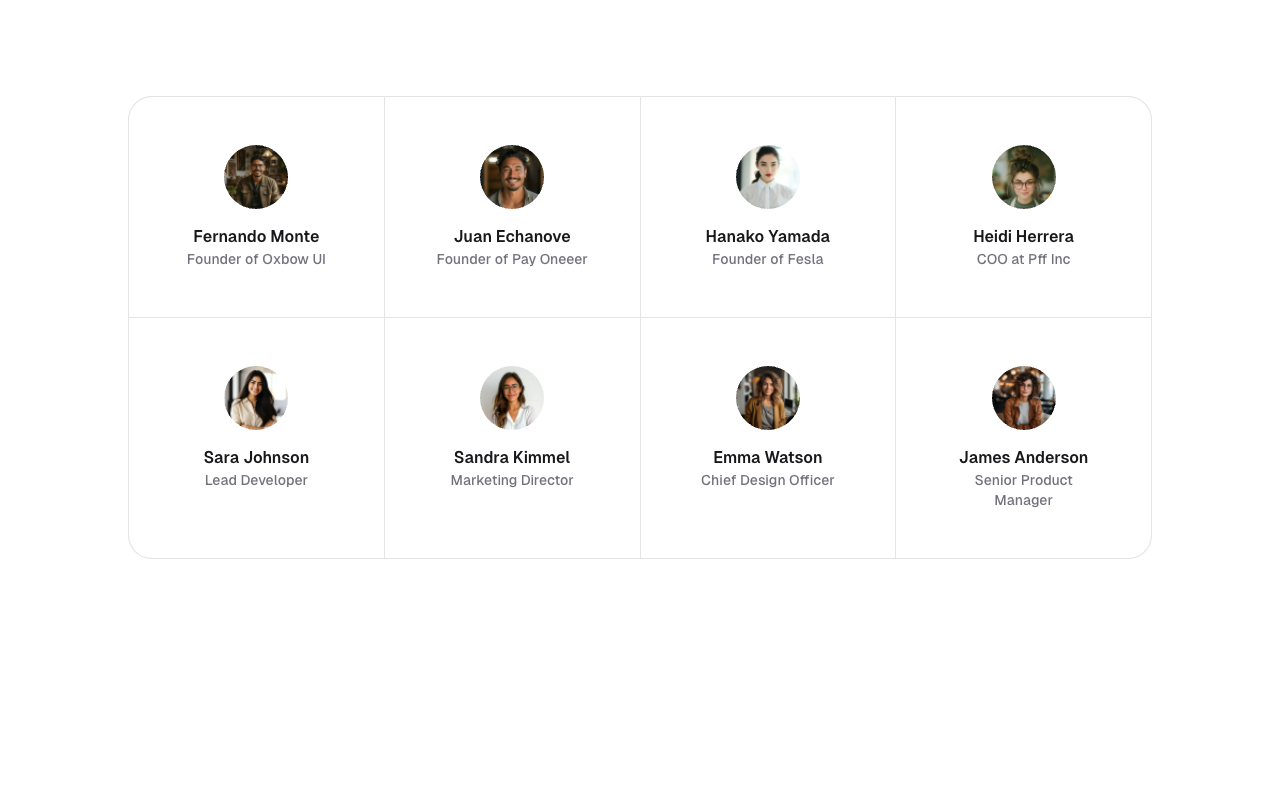 Fernando Monte
Founder of Oxbow UI
Juan Echanove
Founder of Pay Oneeer
Hanako Yamada
Founder of Fesla
Heidi Herrera
COO at Pff Inc
Sara Johnson
Lead Developer
Sandra Kimmel
Marketing Director
Emma Watson
Chief Design Officer
James Anderson
Senior Product
Manager